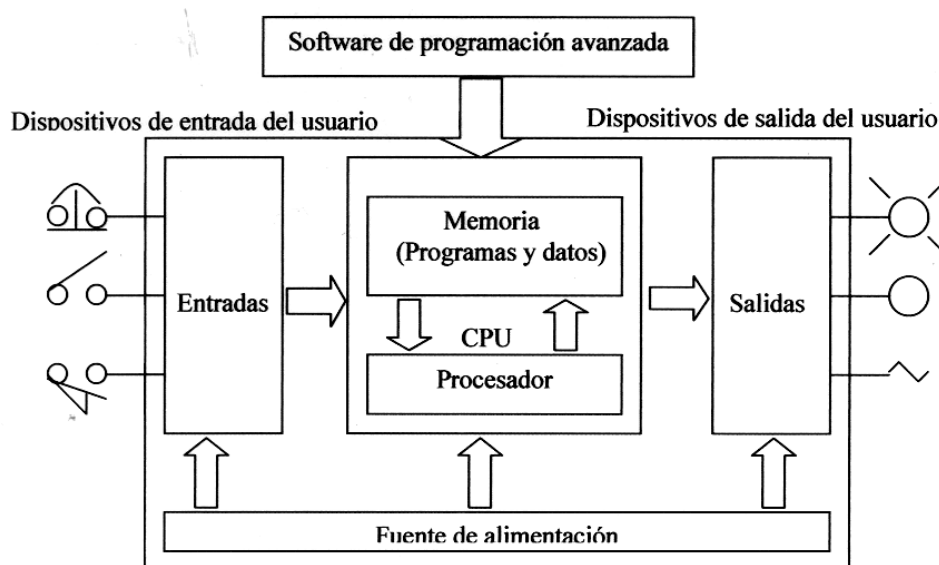 Software de programación avanzada
Dispositivos de entrada del usuario
Dispositivos de salida del usuario
Entradas
Memoria
(Programas y datos)
CPU
Procesador
Salidas
Fuente de alimentación